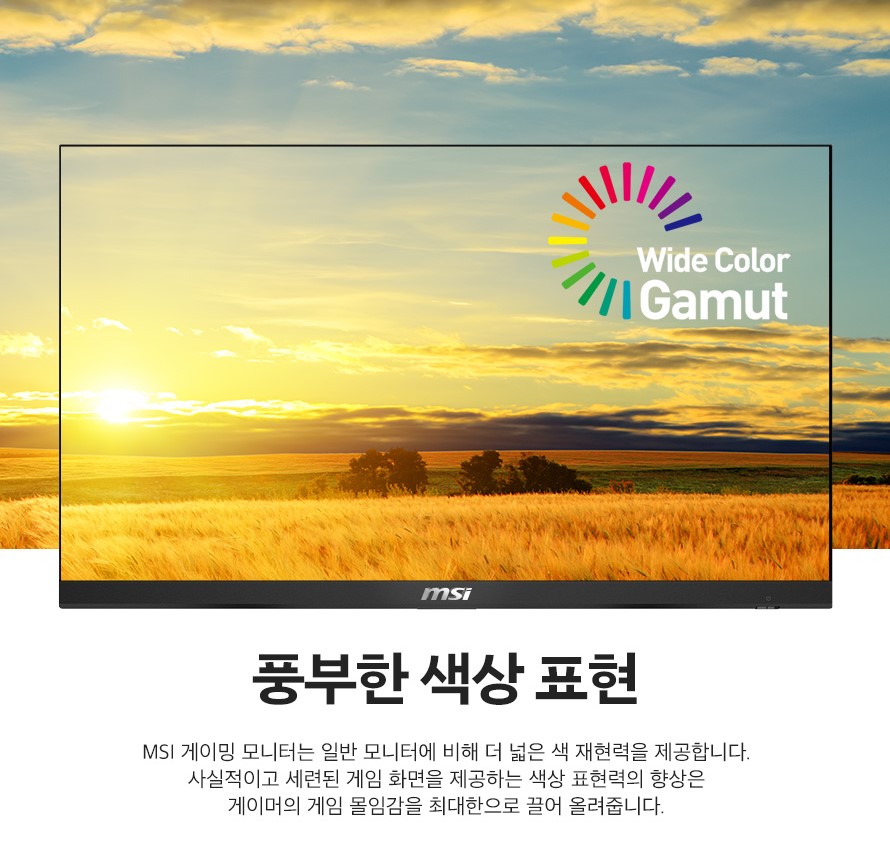 Wide Color
Gamut
msi
풍부한 색상 표현
MSI 게이밍 모니터는 일반 모니터에 비해 더 넓은 색 재현력을 제공합니다.
사실적이고 세련된 게임 화면을 제공하는 색상 표현력의 향상은
게이머의 게임 몰임감을 최대한으로 끌어 올려줍니다.